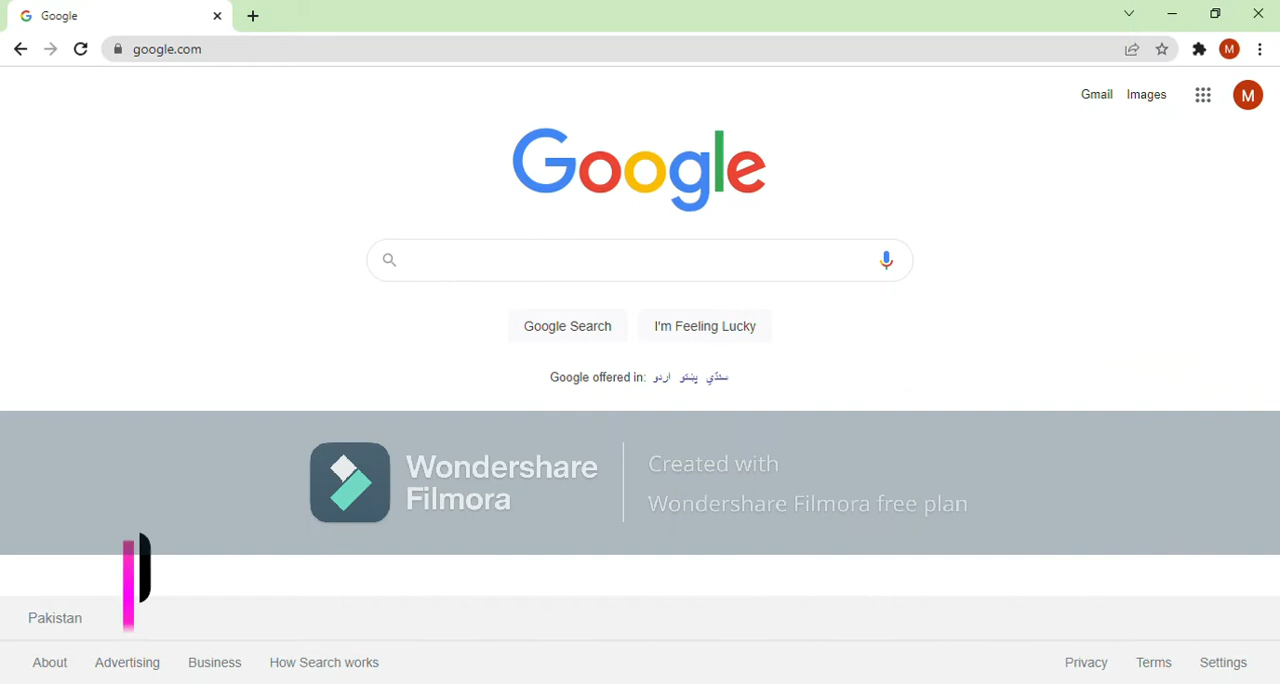 Google
google.com
M
Gmail Images
M
Google
Google Search I'm Feeling Lucky
Google offered in: اردو پښتو سنڌي
Wondershare
Filmora
Created with
Wondershare Filmora free plan
Pakistan
About Advertising Business How Search works Privacy Terms Settings